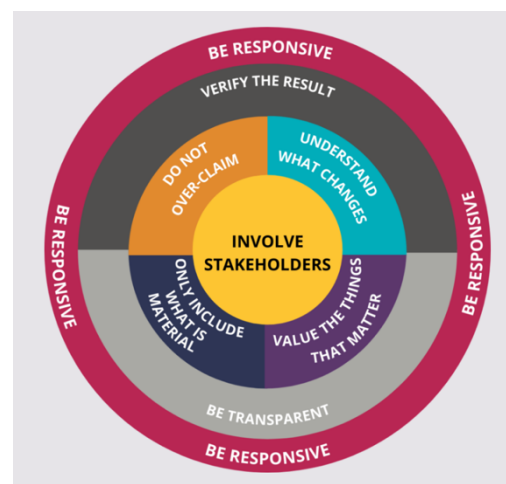 BE RESPONSIVE
VERIFY THE RESULT
DO NOT
OVER-CLAIM
UNDERSTAND
WHAT CHANGES
BE RESPONSIVE
INVOLVE
STAKEHOLDERS
BE RESPONSIVE
ONLY INCLUDE
WHAT IS
MATERIAL
VALUE THE THINGS
THAT MATTER
BE TRANSPARENT
BE RESPONSIVE